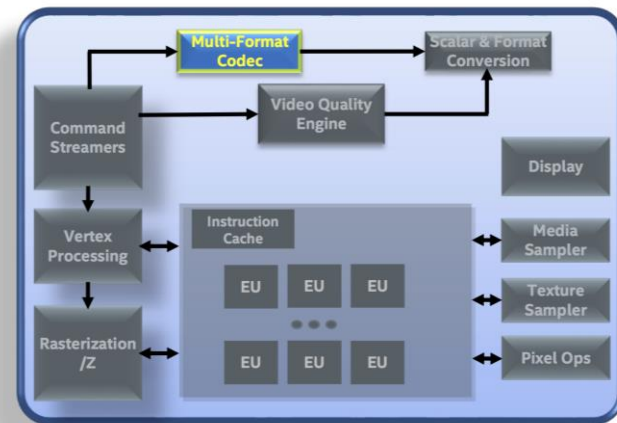 Multi-Format
Codec
Scalar & Format
Conversion
Command
Streamers
Video Quality
Engine
Display
Vertex
Processing
Instruction
Cache
Media
Sampler
EU EU EU
Texture
Sampler
Rasterization
/Z
EU EU EU
Pixel Ops